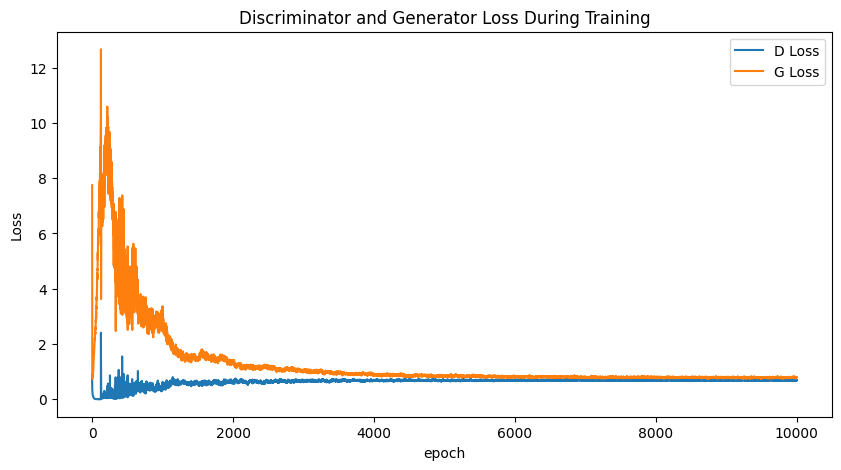 Discriminator and Generator Loss During Training
D Loss
G Loss
Loss
12
10
8
6
4
2
0
0 2000 4000 6000 8000 10000
epoch